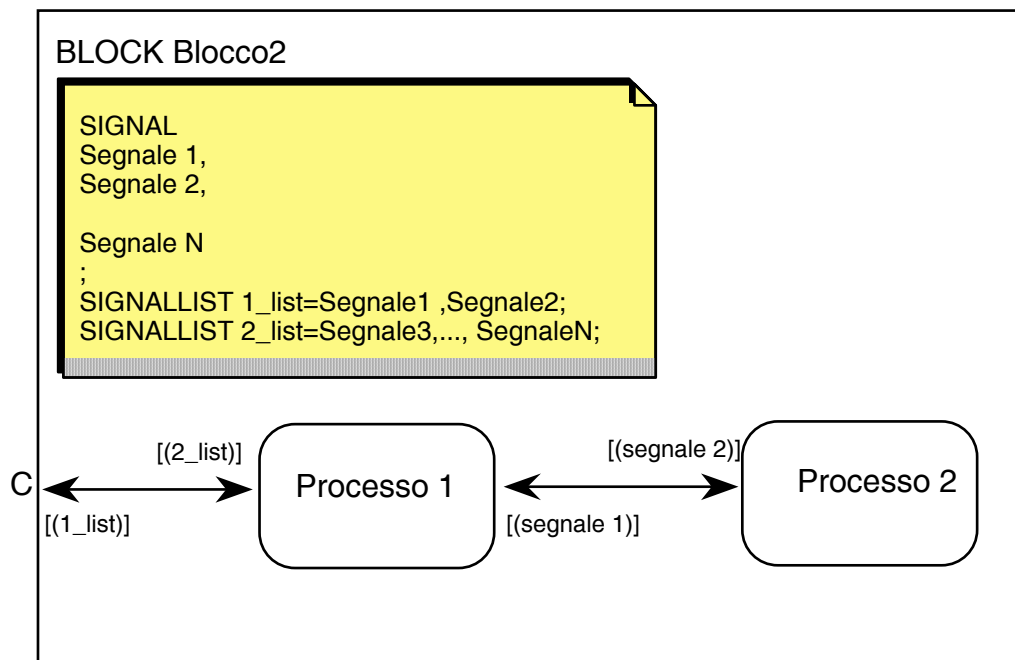 BLOCK Blocco2
SIGNAL
Segnale 1,
Segnale 2,
Segnale N
;
SIGNALLIST 1_list=Segnale1 ,Segnale2;
SIGNALLIST 2_list=Segnale3,..., SegnaleN;
[(2_list)]
[(segnale 2)]
C
Processo 1
Processo 2
[(1_list)]
[(segnale 1)]